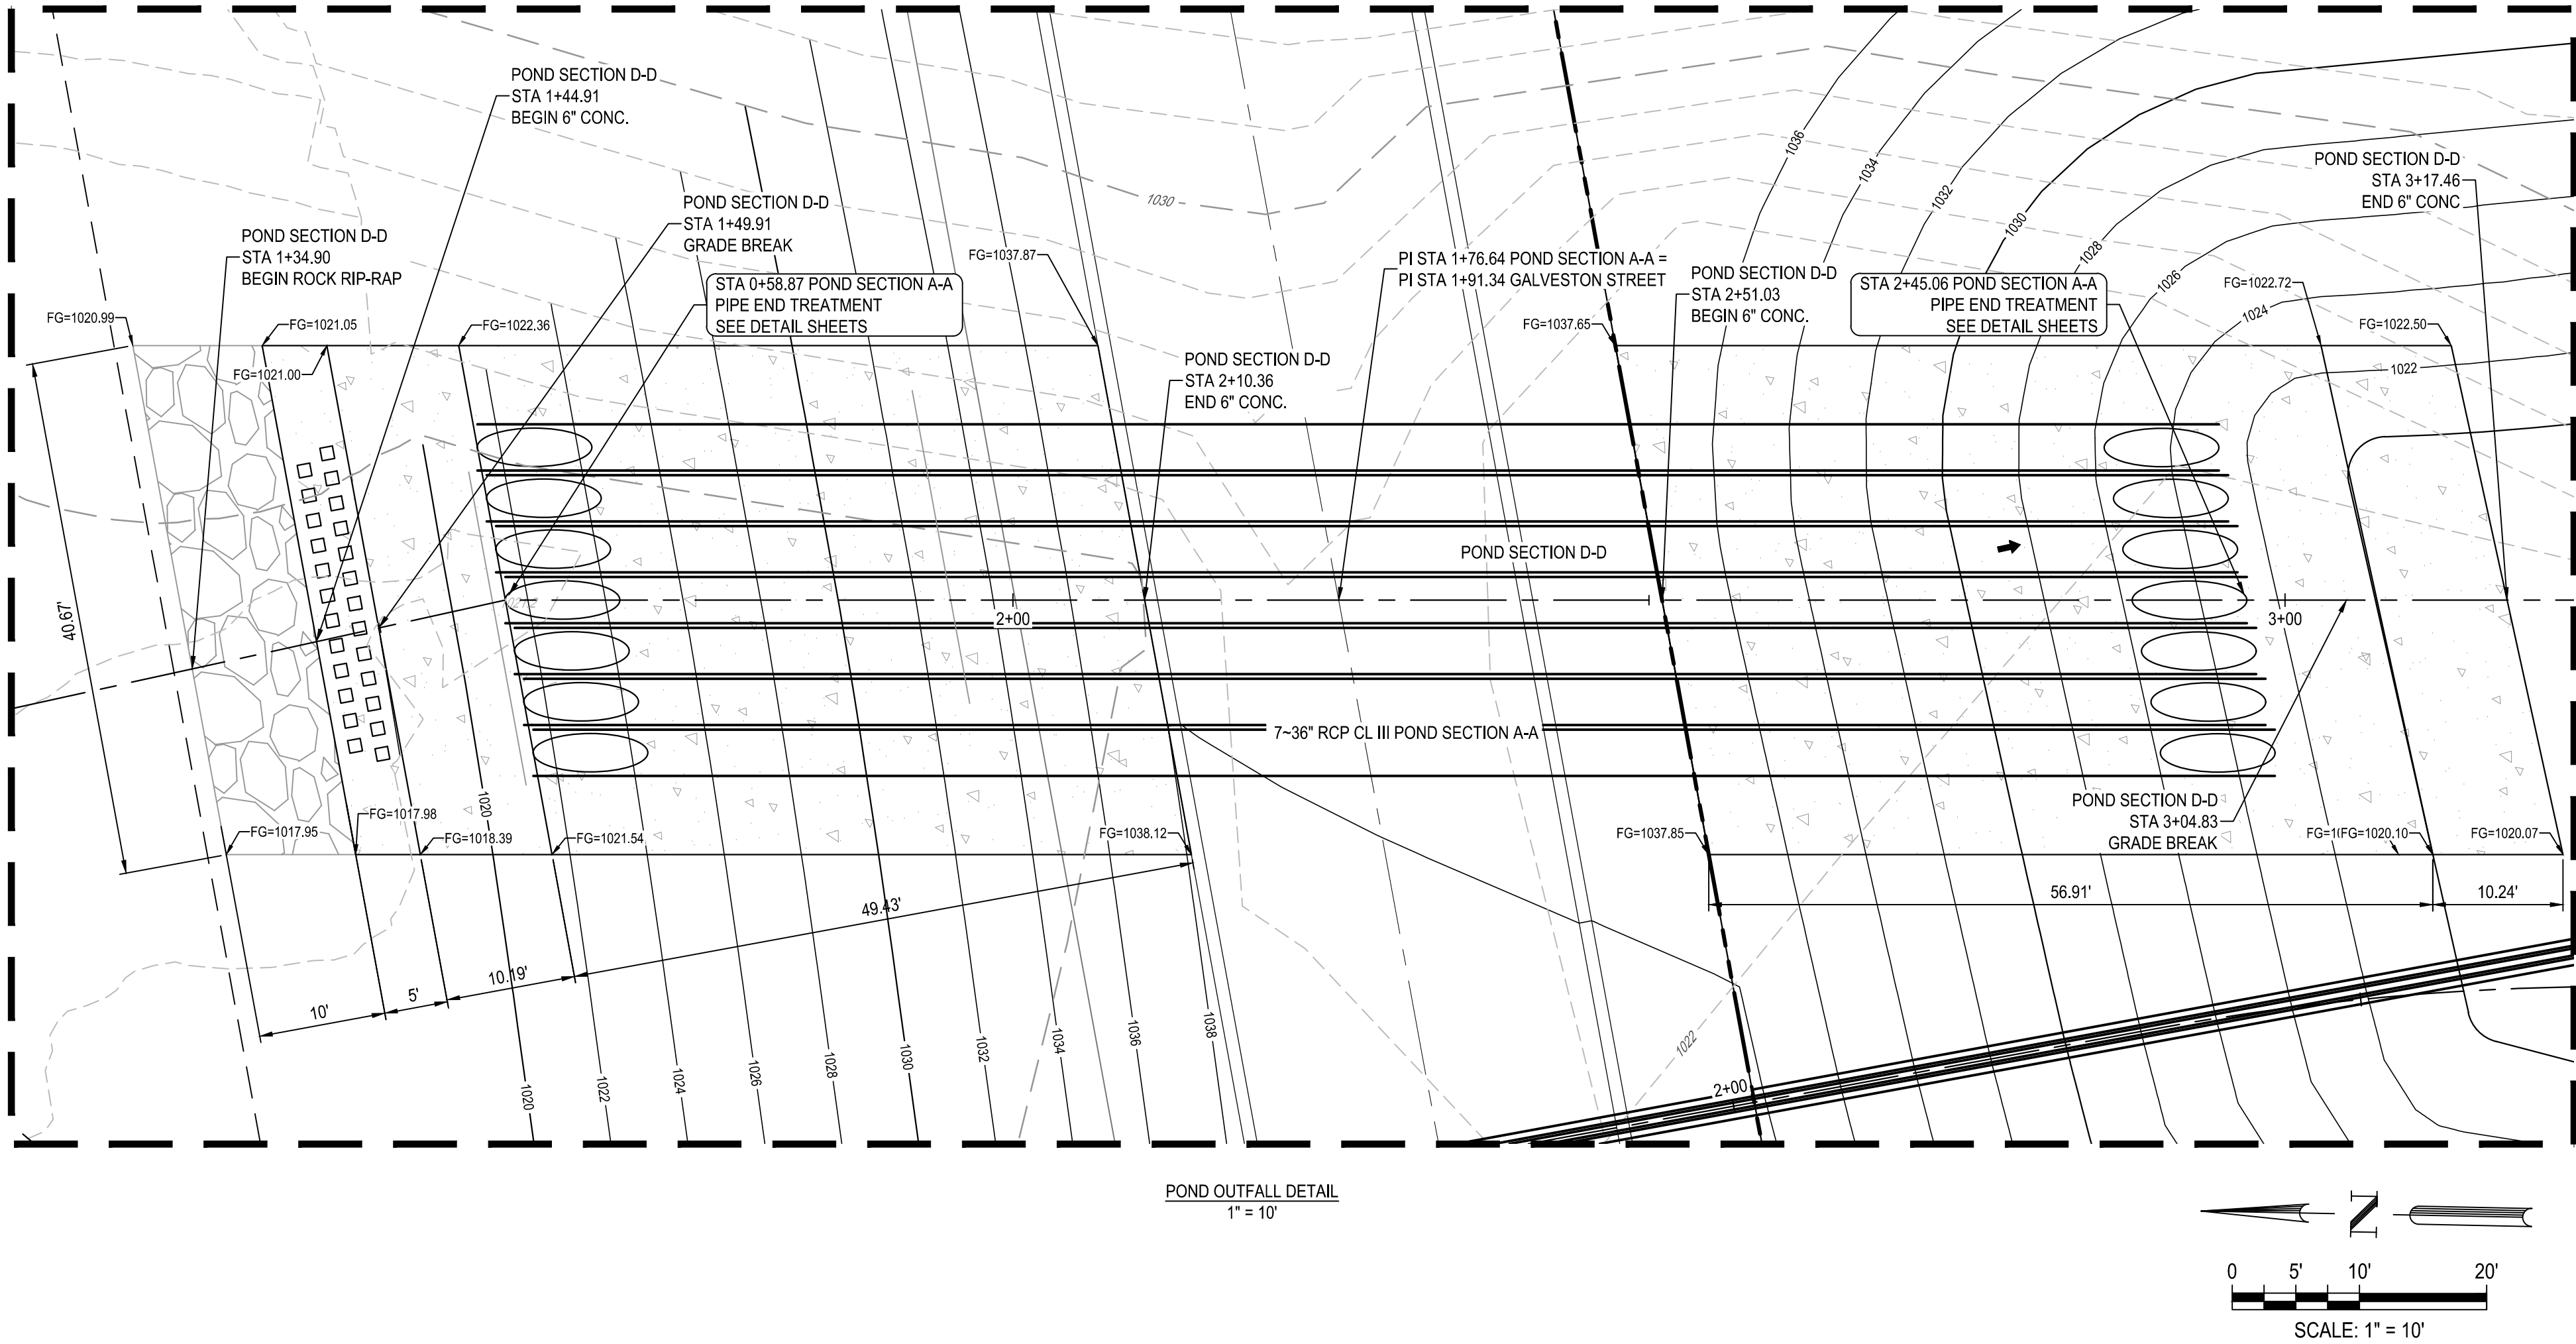 POND SECTION D-D
STA 1+44.91
BEGIN 6" CONC.
POND SECTION D-D
STA 1+49.91
GRADE BREAK
POND SECTION D-D
STA 1+34.90
BEGIN ROCK RIP-RAP
STA 0+58.87 POND SECTION A-A
PIPE END TREATMENT
SEE DETAIL SHEETS
FG=1037.87
1030
PI STA 1+76.64 POND SECTION A-A =
PI STA 1+91.34 GALVESTON STREET
POND SECTION D-D
STA 2+51.03
BEGIN 6" CONC.
STA 2+45.06 POND SECTION A-A
PIPE END TREATMENT
SEE DETAIL SHEETS
POND SECTION D-D
STA 3+17.46
END 6" CONC
1036
1034
1032
1030
1028
1026
1024
1022
FG=1022.72
FG=1022.50
FG=1037.65
FG=1020.99
FG=1021.05
FG=1022.36
FG=1021.00
POND SECTION D-D
STA 2+10.36
END 6" CONC.
POND SECTION D-D
2+00
3+00
40.67'
7~36" RCP CL III POND SECTION A-A
POND SECTION D-D
STA 3+04.83
GRADE BREAK
1020
FG=1017.95
FG=1017.98
FG=1018.39
FG=1021.54
FG=1038.12
FG=1037.85
FG=1020.10
FG=1020.07
56.91'
10.24'
49.43'
10.19'
5'
10'
1020
1022
1024
1026
1028
1030
1032
1034
1036
1038
1022
2+00
POND OUTFALL DETAIL
1" = 10'
N
0 5' 10' 20'
SCALE: 1" = 10'